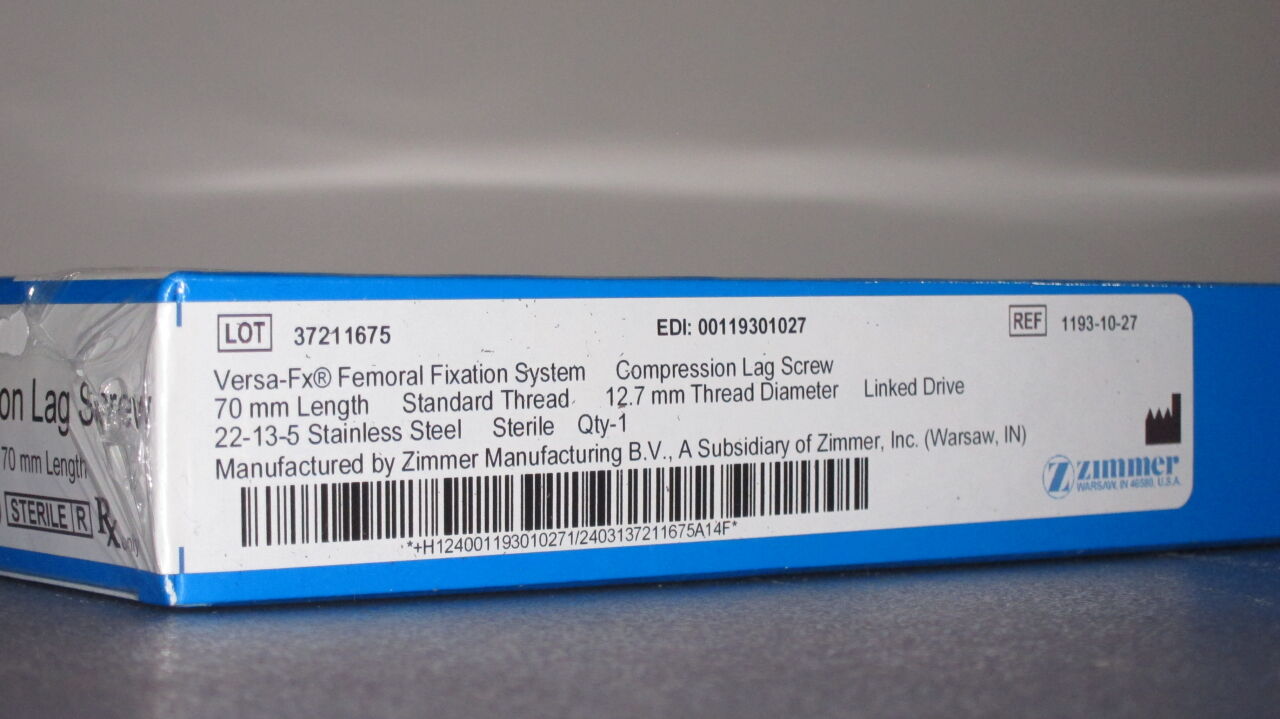 on Lag Screw
70 mm Length
STERILE R Rx only
LOT 37211675 EDI: 00119301027 REF 1193-10-27
Versa-Fx® Femoral Fixation System Compression Lag Screw
70 mm Length Standard Thread 12.7 mm Thread Diameter Linked Drive
22-13-5 Stainless Steel Sterile Qty-1
Manufactured by Zimmer Manufacturing B.V., A Subsidiary of Zimmer, Inc. (Warsaw, IN)
*+H124001193010271/2403137211675A14F*
Z zimmer
WARSAW, IN 46580, U.S.A.